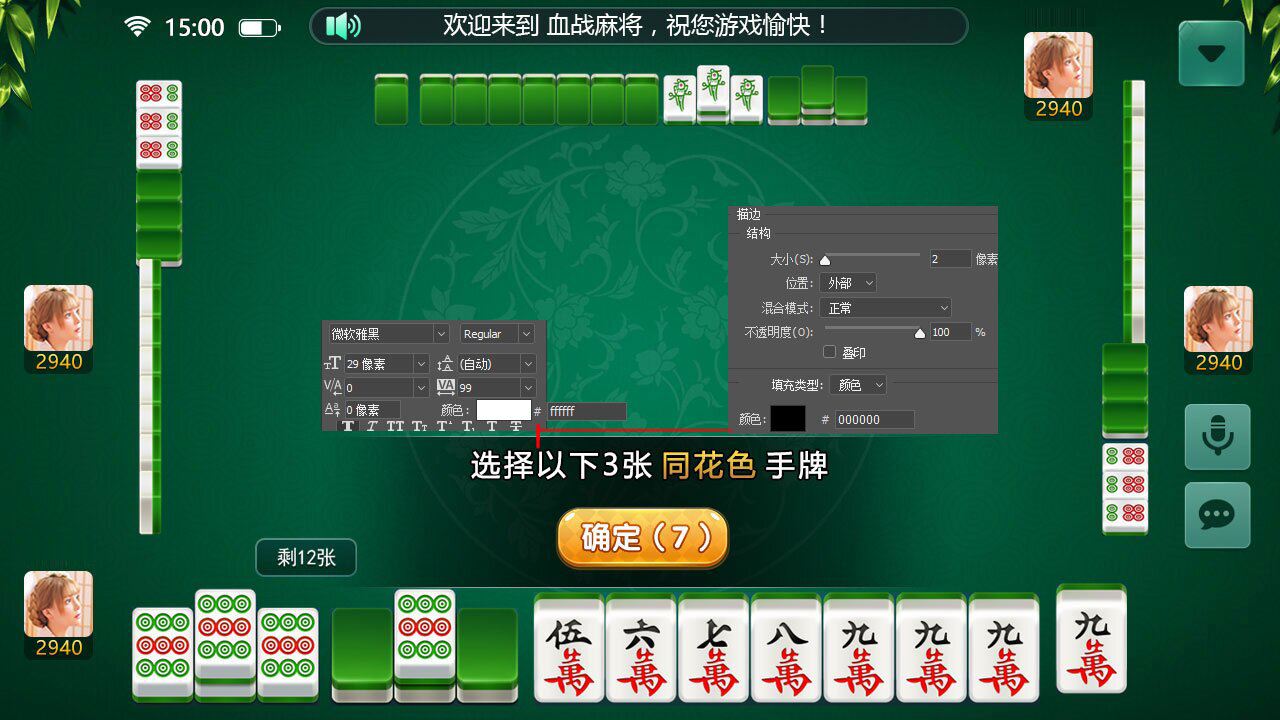 15:00
欢迎来到 血战麻将，祝您游戏愉快！
2940
描边
结构
大小(S): 2 像素
位置: 外部
混合模式: 正常
不透明度(O): 100 %
叠印
填充类型: 颜色
颜色: # 000000
微软雅黑 Regular
29 像素 (自动)
0 99
0 像素 颜色: # ffffff
T T TT Tт T¹ T₁ T T
2940
2940
选择以下3张 同花色 手牌
确定（7）
剩12张
2940
伍萬 六萬 七萬 八萬 九萬 九萬 九萬 九萬